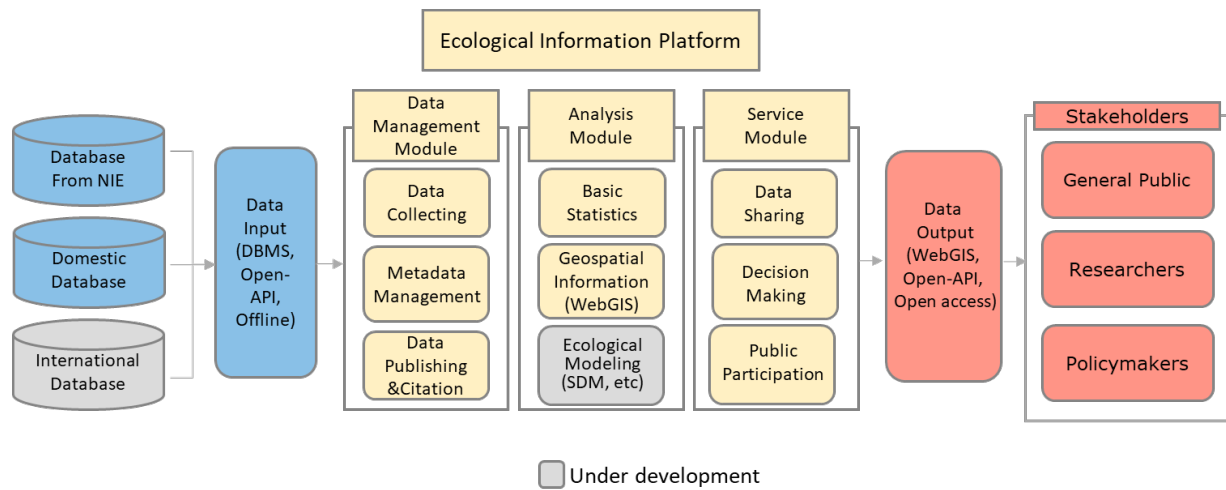 Ecological Information Platform
Database
From NIE
Domestic
Database
International
Database
Data
Input
(DBMS,
Open-
API,
Offline)
Data
Management
Module
Data
Collecting
Metadata
Management
Data
Publishing
&Citation
Analysis
Module
Basic
Statistics
Geospatial
Information
(WebGIS)
Ecological
Modeling
(SDM, etc)
Service
Module
Data
Sharing
Decision
Making
Public
Participation
Data
Output
(WebGIS,
Open-API,
Open access)
Stakeholders
General Public
Researchers
Policymakers
Under development